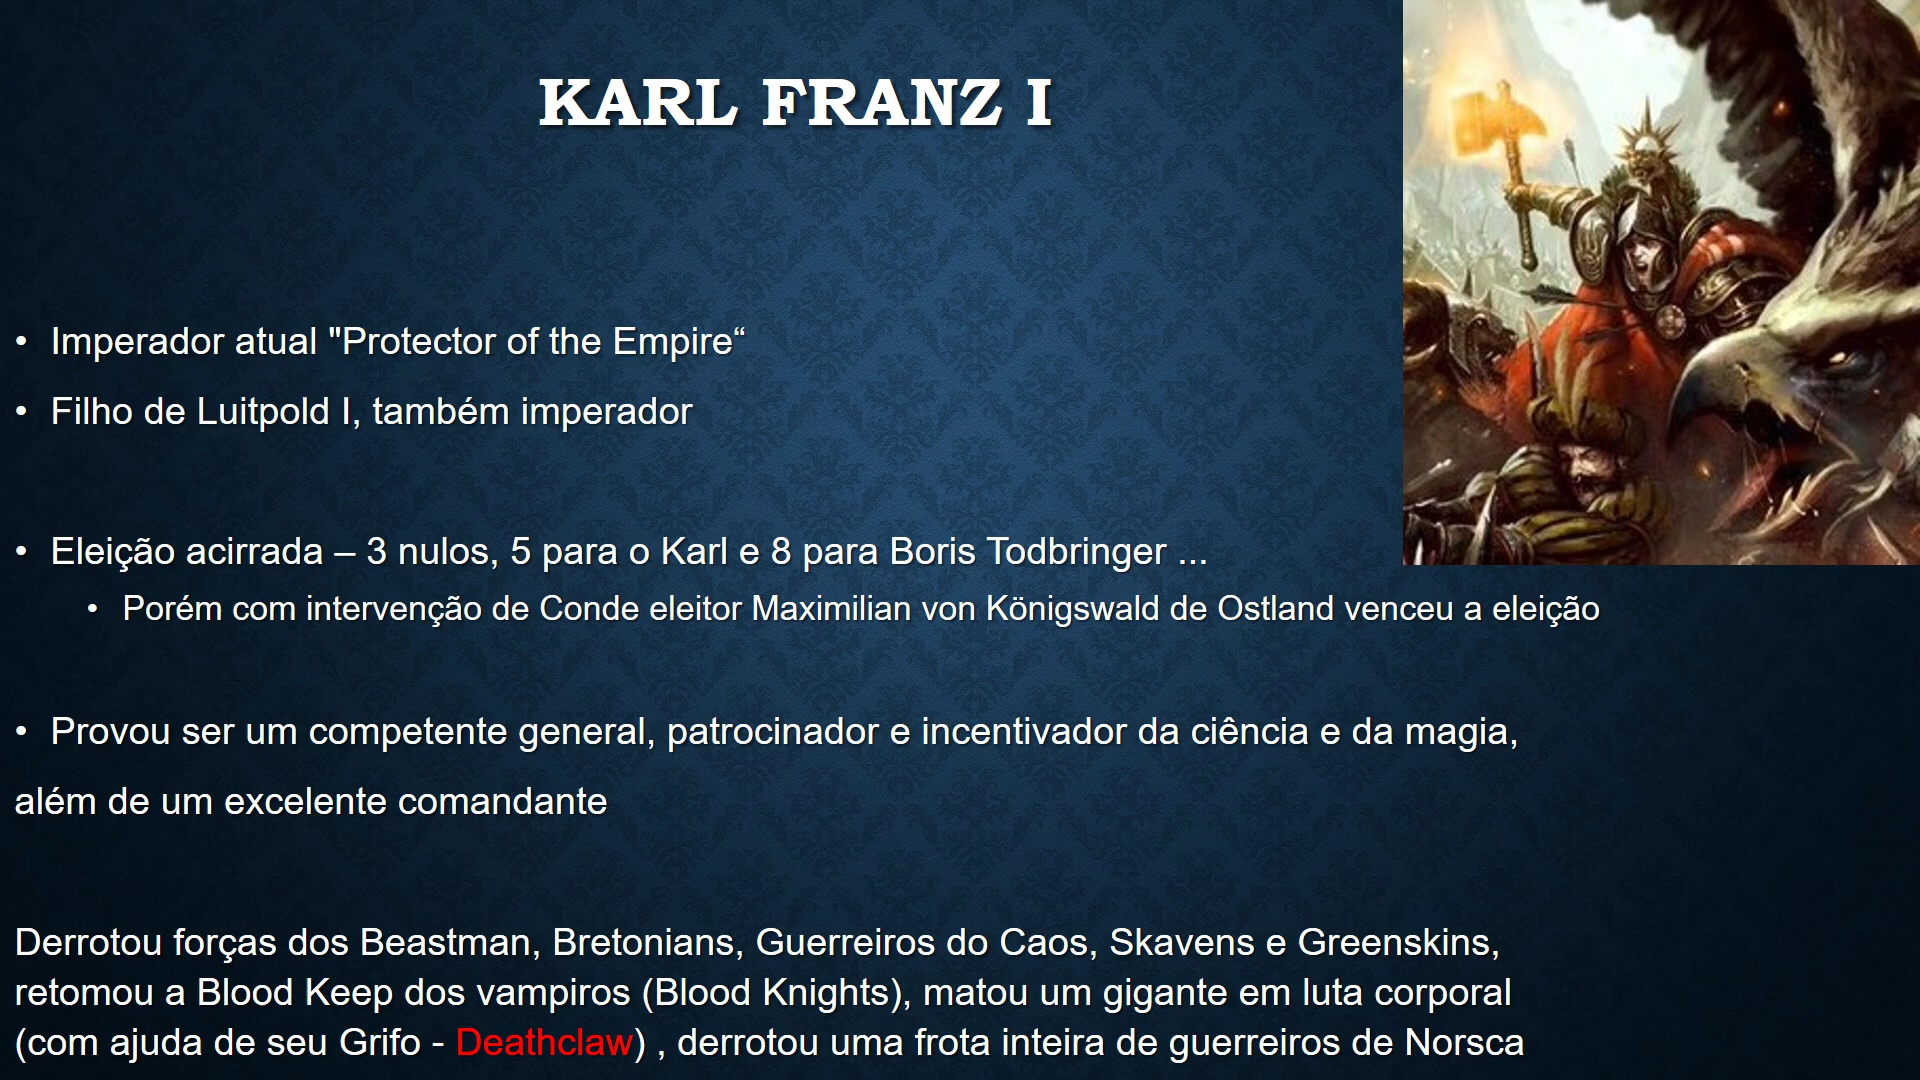 KARL FRANZ I
• Imperador atual "Protector of the Empire“
• Filho de Luitpold I, também imperador
• Eleição acirrada – 3 nulos, 5 para o Karl e 8 para Boris Todbringer ...
• Porém com intervenção de Conde eleitor Maximilian von Königswald de Ostland venceu a eleição
• Provou ser um competente general, patrocinador e incentivador da ciência e da magia,
além de um excelente comandante
Derrotou forças dos Beastman, Bretonians, Guerreiros do Caos, Skavens e Greenskins,
retomou a Blood Keep dos vampiros (Blood Knights), matou um gigante em luta corporal
(com ajuda de seu Grifo - Deathclaw) , derrotou uma frota inteira de guerreiros de Norsca